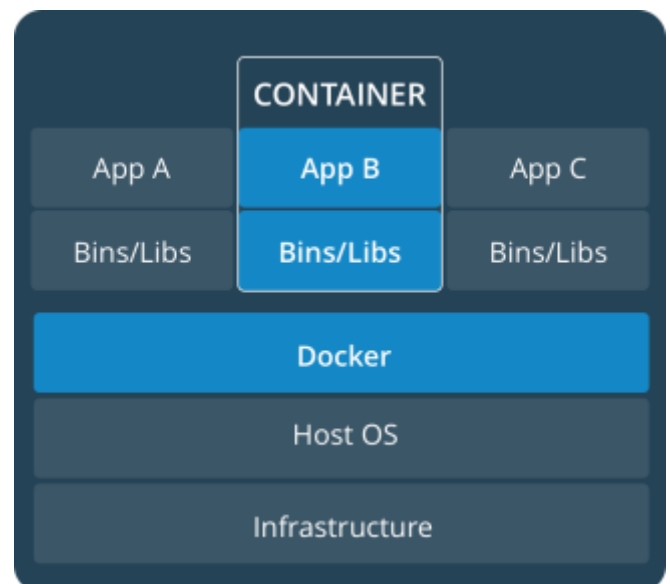 CONTAINER
App A App B App C
Bins/Libs Bins/Libs Bins/Libs
Docker
Host OS
Infrastructure